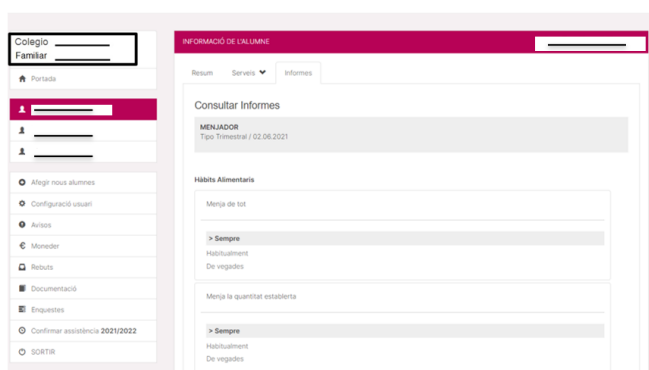 Colegio
Familiar
Portada
Afegir nous alumnes
Configuració usuari
Avisos
Moneder
Rebuts
Documentació
Enquestes
Confirmar assistència 2021/2022
SORTIR
INFORMACIÓ DE L'ALUMNE
Resum Serveis Informes
Consultar Informes
MENJADOR
Tipo Trimestral / 02.06.2021
Hàbits Alimentaris
Menja de tot
> Sempre
Habitualment
De vegades
Menja la quantitat establerta
> Sempre
Habitualment
De vegades